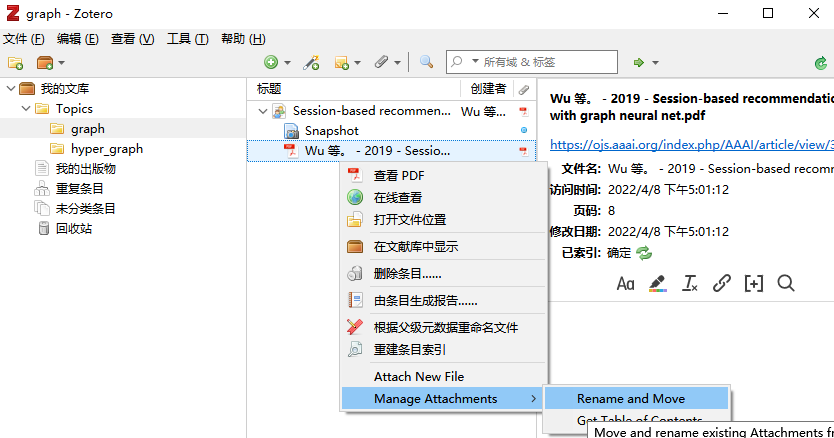 graph - Zotero
文件 (F) 编辑 (E) 查看 (V) 工具 (T) 帮助 (H)
所有域 & 标签
我的文库
Topics
graph
hyper_graph
我的出版物
重复条目
未分类条目
回收站
标题 创建者
Session-based recommen... Wu 等...
Snapshot
Wu 等。 - 2019 - Sessio...
查看 PDF
在线查看
打开文件位置
在文献库中显示
删除条目......
由条目生成报告......
根据父级元数据重命名文件
重建条目索引
Attach New File
Manage Attachments
Rename and Move
Get Table of Contents
Move and rename existing Attachments fr
Wu 等。 - 2019 - Session-based recommendatio
with graph neural net.pdf
https://ojs.aaai.org/index.php/AAAI/article/view/3
文件名: Wu 等。 - 2019 - Session-based recomm
访问时间: 2022/4/8 下午5:01:12
页码: 8
修改日期: 2022/4/8 下午5:01:12
已索引: 确定